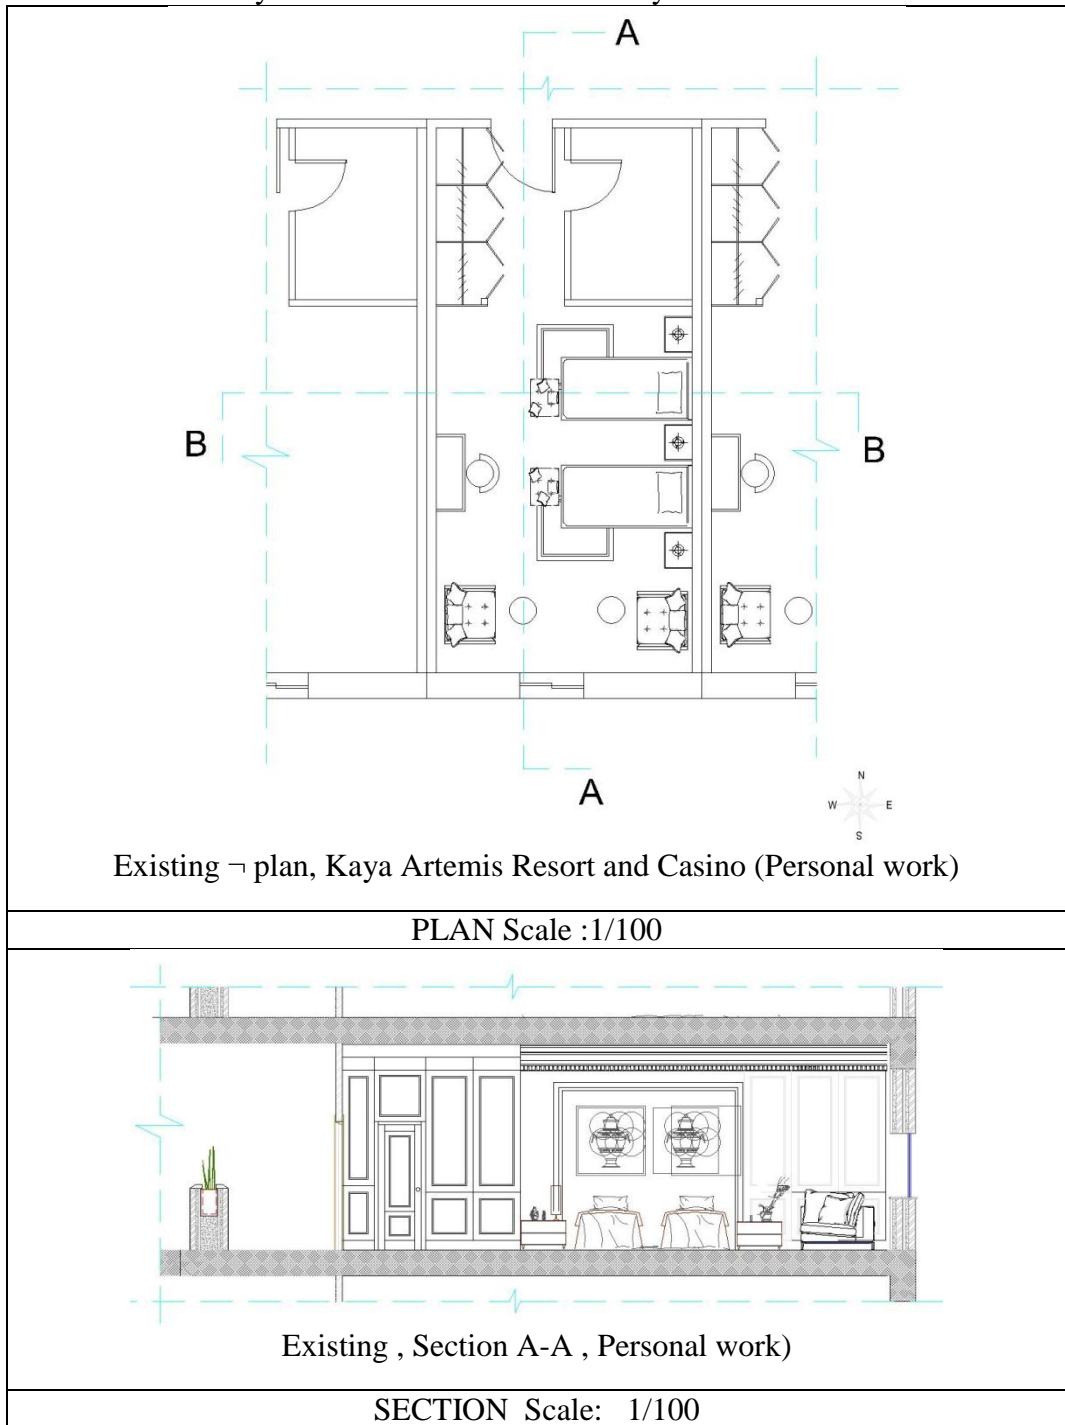 A
B
B
A
N
W E
S
Existing ¬ plan, Kaya Artemis Resort and Casino (Personal work)
PLAN Scale :1/100
Existing , Section A-A , Personal work)
SECTION Scale: 1/100